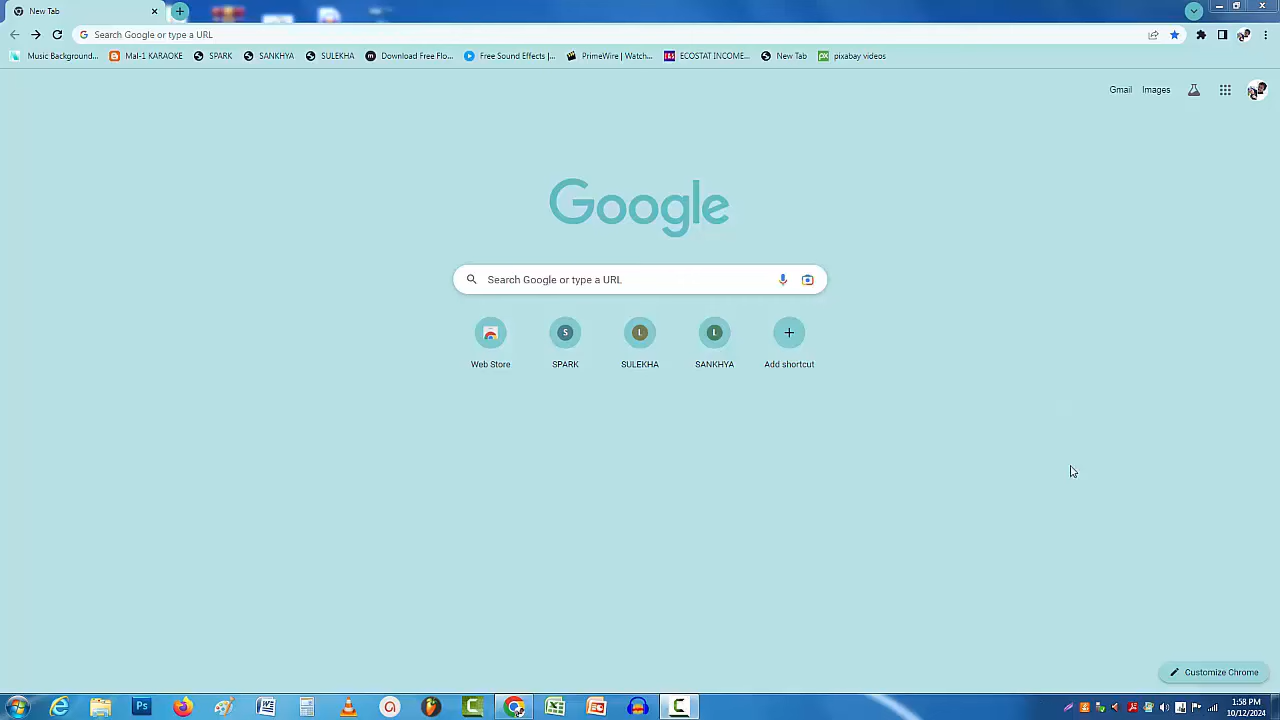 New Tab
Search Google or type a URL
Music Background...
Mal-1 KARAOKE
SPARK
SANKHYA
SULEKHA
Download Free Flo...
Free Sound Effects |...
PrimeWire | Watch...
ECOSTAT INCOME...
New Tab
pixabay videos
Gmail
Images
Google
Search Google or type a URL
S
L
L
Web Store
SPARK
SULEKHA
SANKHYA
Add shortcut
Customize Chrome
1:58 PM
10/12/2024